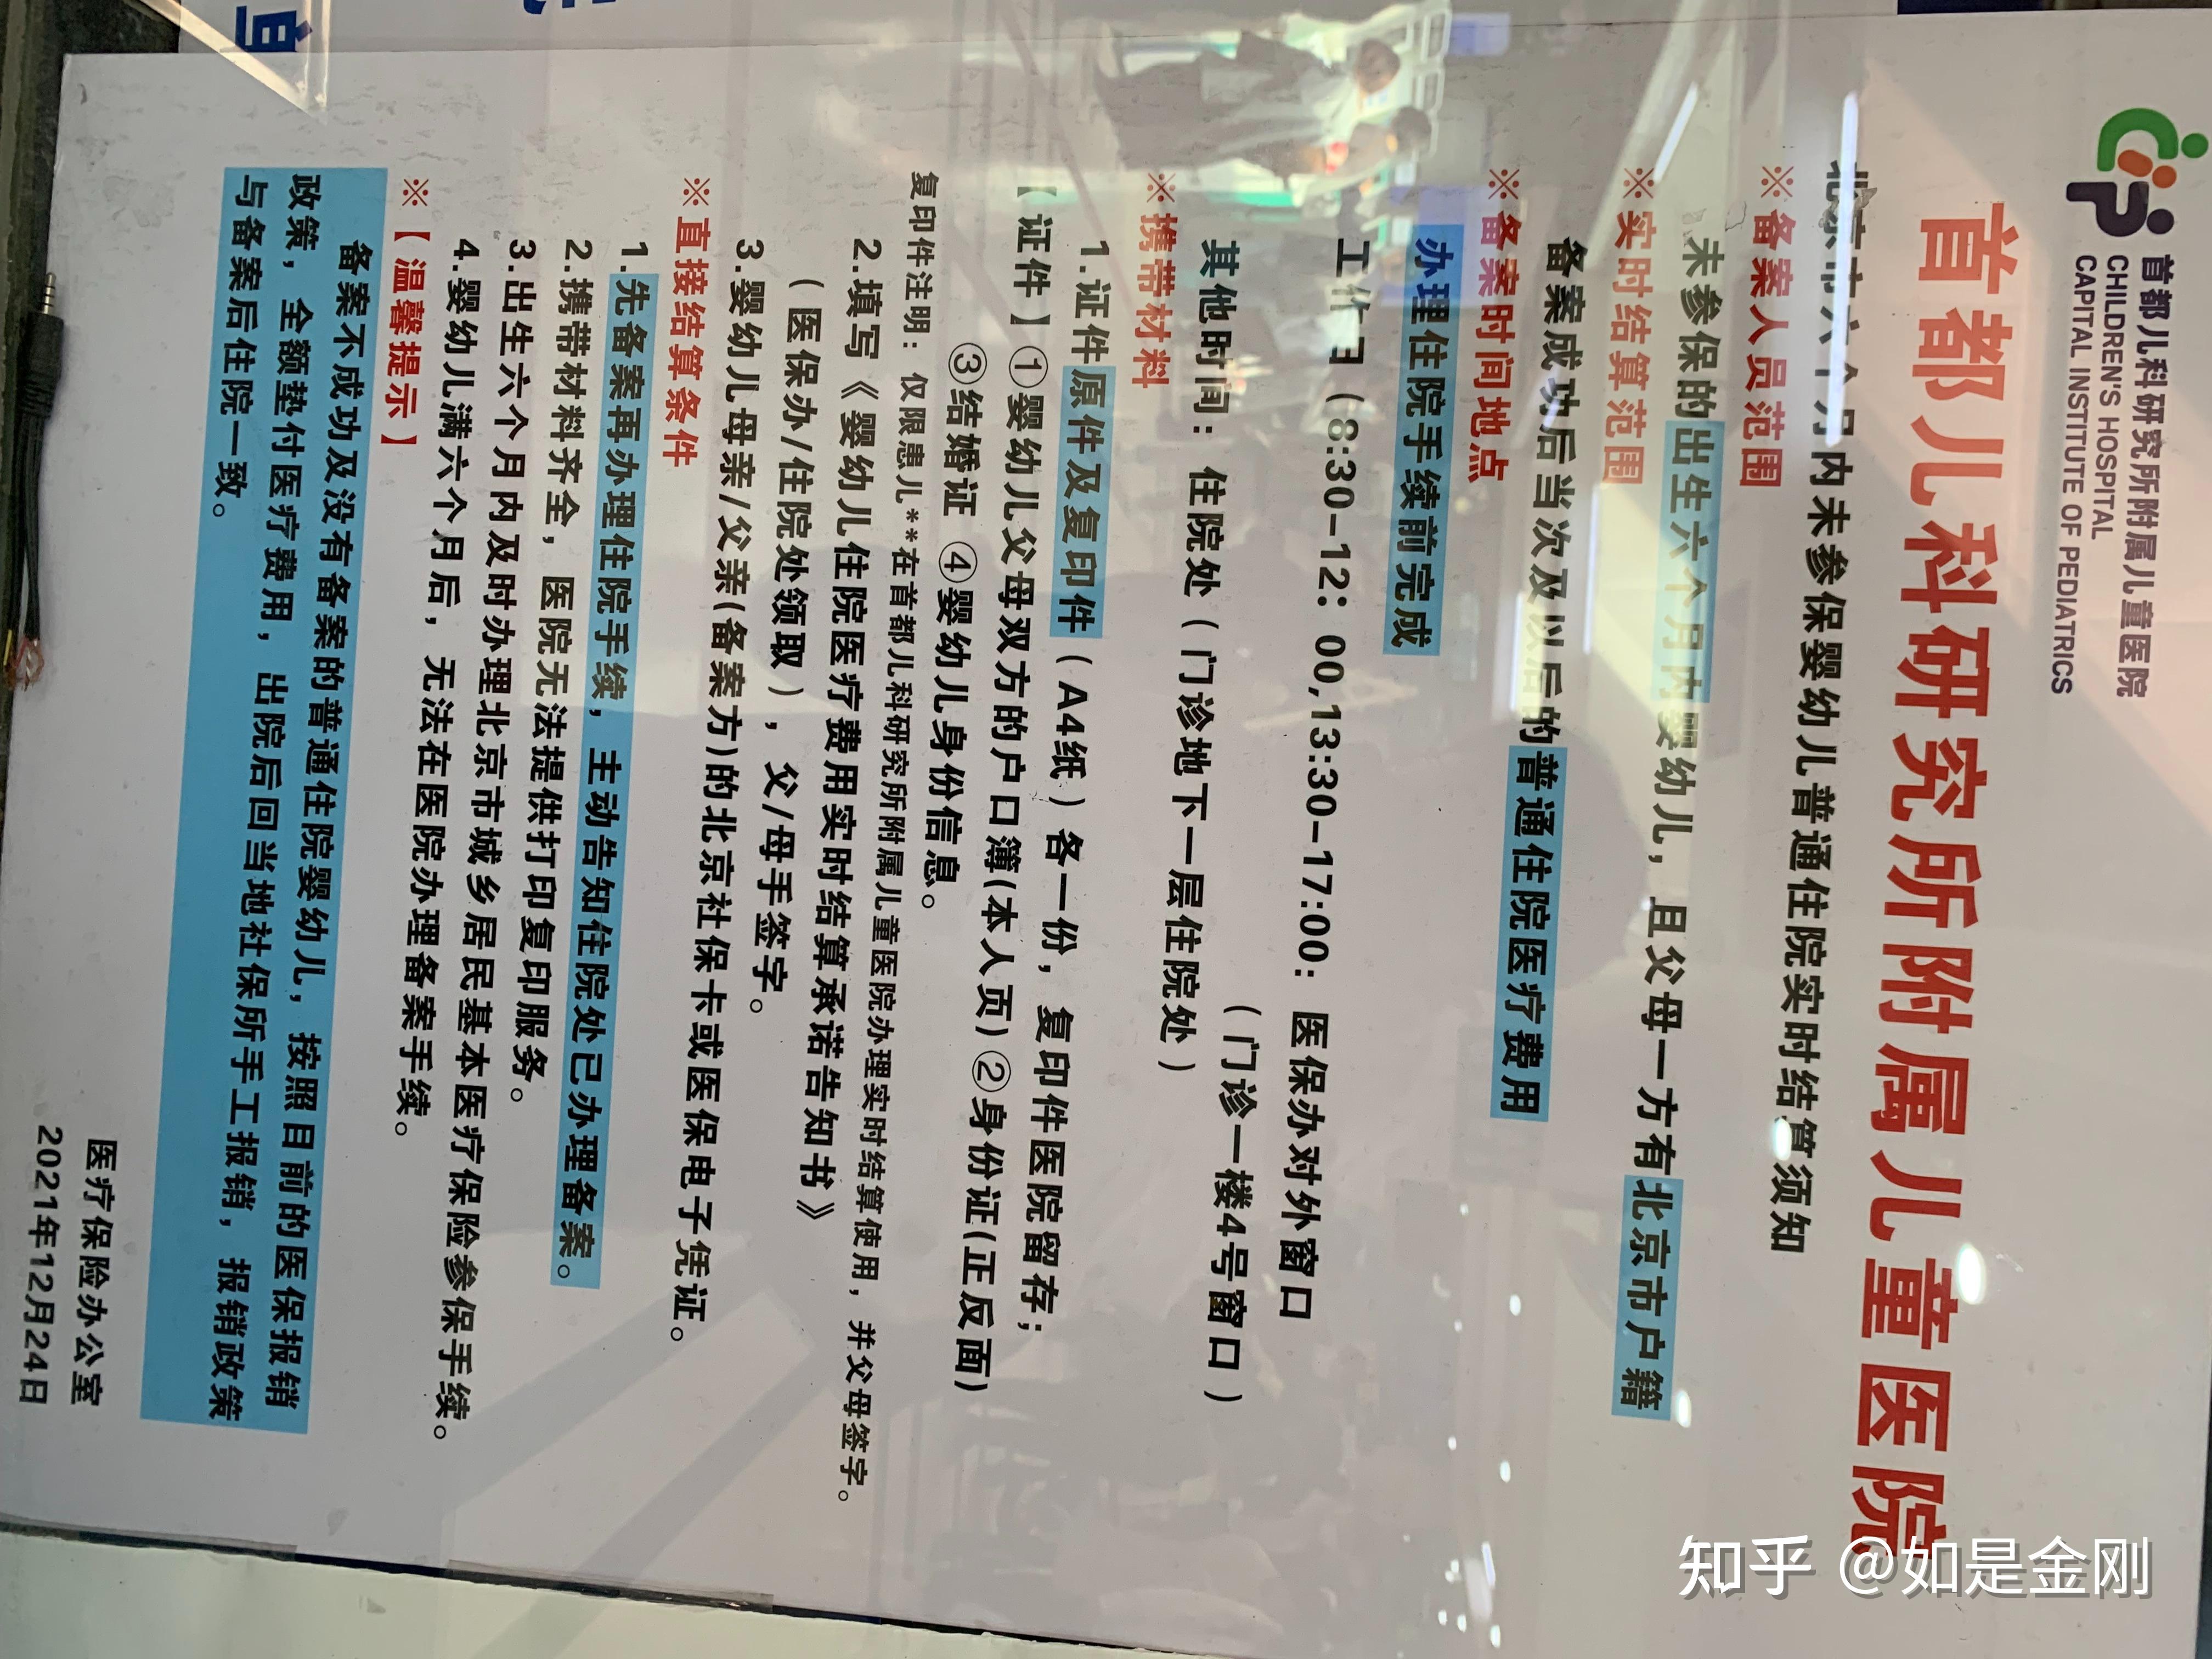 首都儿科研究所附属儿童医院
CHILDREN'S HOSPITAL
CAPITAL INSTITUTE OF PEDIATRICS
首都儿科研究所附属儿童医院
北京市六个月内未参保婴幼儿普通住院实时结算须知
※备案人员范围
未参保的出生六个月内婴幼儿，且父母一方有北京市户籍
※实时结算范围
备案成功后当次及以后的普通住院医疗费用
※备案时间地点
办理住院手续前完成
工作日（8:30-12：00,13:30-17:00：医保办对外窗口
（门诊一楼4号窗口）
其他时间：住院处（门诊地下一层住院处）
※携带材料
1.证件原件及复印件（A4纸）各一份，复印件医院留存；
【证件】①婴幼儿父母双方的户口簿(本人页)②身份证(正反面)
③结婚证 ④婴幼儿身份信息。
复印件注明：仅限患儿**在首都儿科研究所附属儿童医院办理实时结算使用，并父母签字。
2.填写《婴幼儿住院医疗费用实时结算承诺告知书》
（医保办/住院处领取），父/母手签字。
3.婴幼儿母亲/父亲(备案方)的北京社保卡或医保电子凭证。
※直接结算条件
1.先备案再办理住院手续，主动告知住院处已办理备案。
2.携带材料齐全，医院无法提供打印复印服务。
3.出生六个月内及时办理北京市城乡居民基本医疗保险参保手续。
4.婴幼儿满六个月后，无法在医院办理备案手续。
※【温馨提示】
备案不成功及没有备案的普通住院婴幼儿，按照目前的医保报销
政策，全额垫付医疗费用，出院后回当地社保所手工报销，报销政策
与备案后住院一致。
医疗保险办公室
2021年12月24日
知乎 @如是金刚